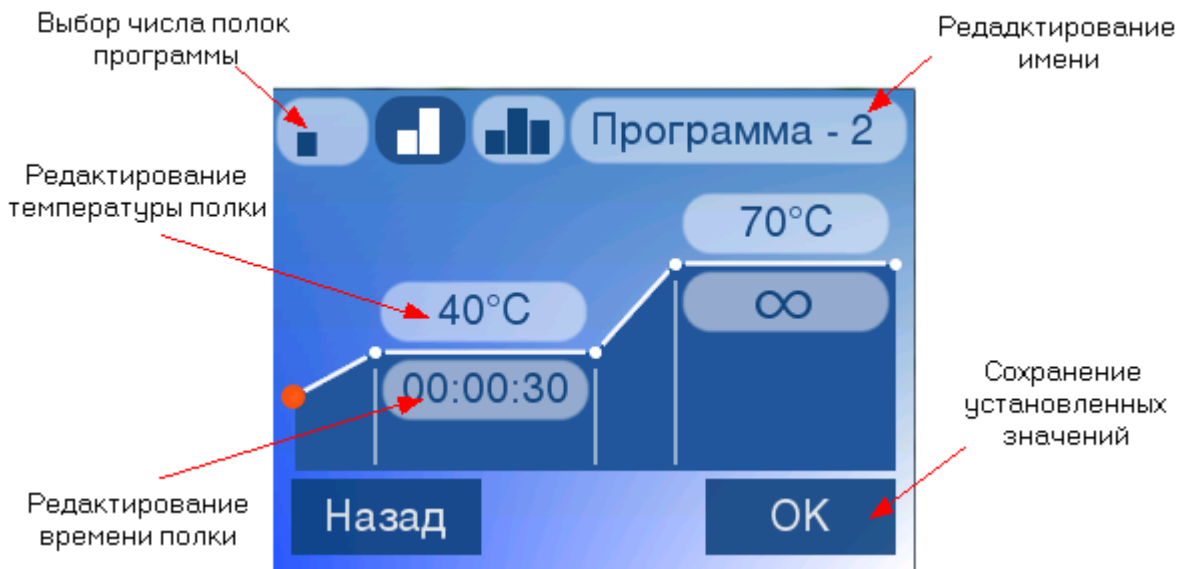 Выбор числа полок
программы
Редадктирование
имени
Программа - 2
Редактирование
температуры полки
70°C
∞
40°C
00:00:30
Сохранение
установленных
значений
Редактирование
времени полки
Назад
OK